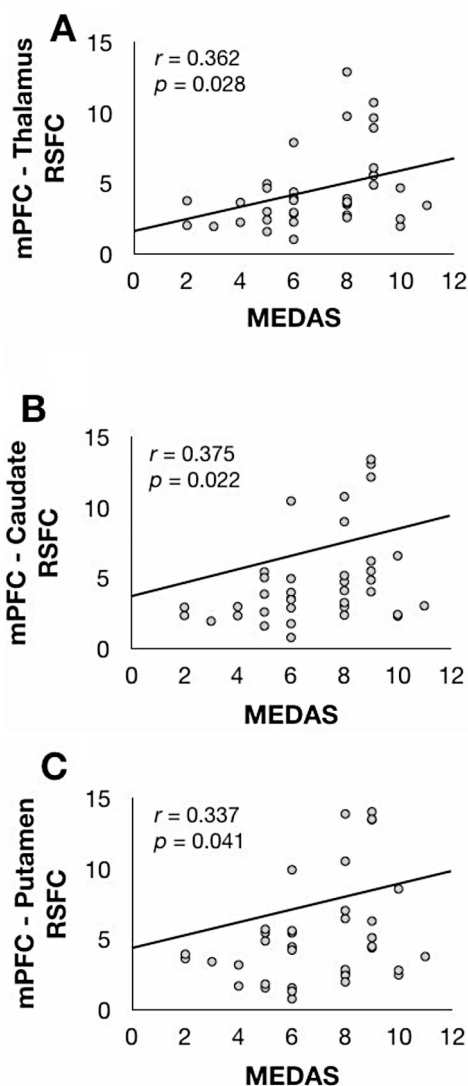 A
mPFC - Thalamus
RSFC
r = 0.362
p = 0.028
15
10
5
0
0 2 4 6 8 10 12
MEDAS
B
mPFC - Caudate
RSFC
r = 0.375
p = 0.022
15
10
5
0
0 2 4 6 8 10 12
MEDAS
C
mPFC - Putamen
RSFC
r = 0.337
p = 0.041
15
10
5
0
0 2 4 6 8 10 12
MEDAS